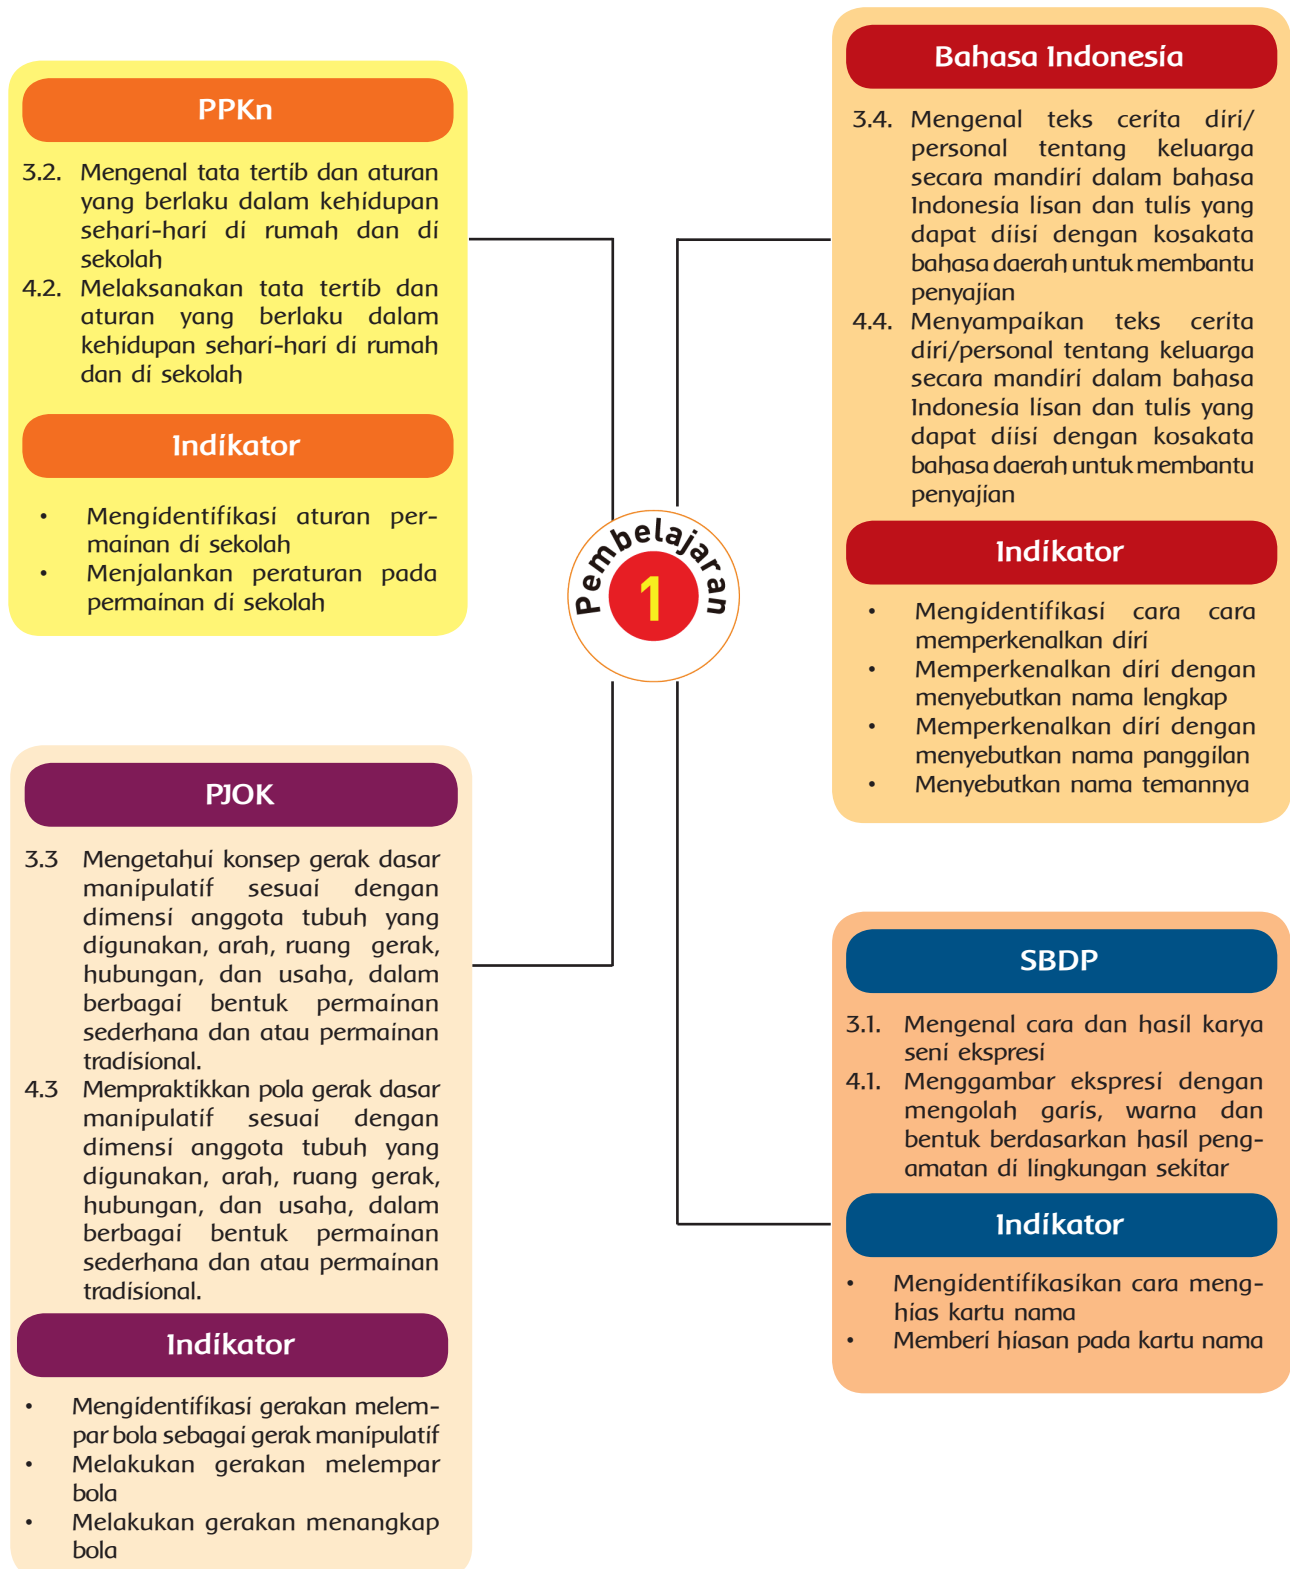 PPKn
3.2. Mengenal tata tertib dan aturan
yang berlaku dalam kehidupan
sehari-hari di rumah dan di
sekolah
4.2. Melaksanakan tata tertib dan
aturan yang berlaku dalam
kehidupan sehari-hari di rumah
dan di sekolah
Indikator
• Mengidentifikasi aturan per-
mainan di sekolah
• Menjalankan peraturan pada
permainan di sekolah
Bahasa Indonesia
3.4. Mengenal teks cerita diri/
personal tentang keluarga
secara mandiri dalam bahasa
Indonesia lisan dan tulis yang
dapat diisi dengan kosakata
bahasa daerah untuk membantu
penyajian
4.4. Menyampaikan teks cerita
diri/personal tentang keluarga
secara mandiri dalam bahasa
Indonesia lisan dan tulis yang
dapat diisi dengan kosakata
bahasa daerah untuk membantu
penyajian
Indikator
• Mengidentifikasi cara cara
memperkenalkan diri
• Memperkenalkan diri dengan
menyebutkan nama lengkap
• Memperkenalkan diri dengan
menyebutkan nama panggilan
• Menyebutkan nama temannya
Pembelajaran
1
PJOK
3.3 Mengetahui konsep gerak dasar
manipulatif sesuai dengan
dimensi anggota tubuh yang
digunakan, arah, ruang gerak,
hubungan, dan usaha, dalam
berbagai bentuk permainan
sederhana dan atau permainan
tradisional.
4.3 Mempraktikkan pola gerak dasar
manipulatif sesuai dengan
dimensi anggota tubuh yang
digunakan, arah, ruang gerak,
hubungan, dan usaha, dalam
berbagai bentuk permainan
sederhana dan atau permainan
tradisional.
Indikator
• Mengidentifikasi gerakan melem-
par bola sebagai gerak manipulatif
• Melakukan gerakan melempar
bola
• Melakukan gerakan menangkap
bola
SBDP
3.1. Mengenal cara dan hasil karya
seni ekspresi
4.1. Menggambar ekspresi dengan
mengolah garis, warna dan
bentuk berdasarkan hasil peng-
amatan di lingkungan sekitar
Indikator
• Mengidentifikasikan cara meng-
hias kartu nama
• Memberi hiasan pada kartu nama